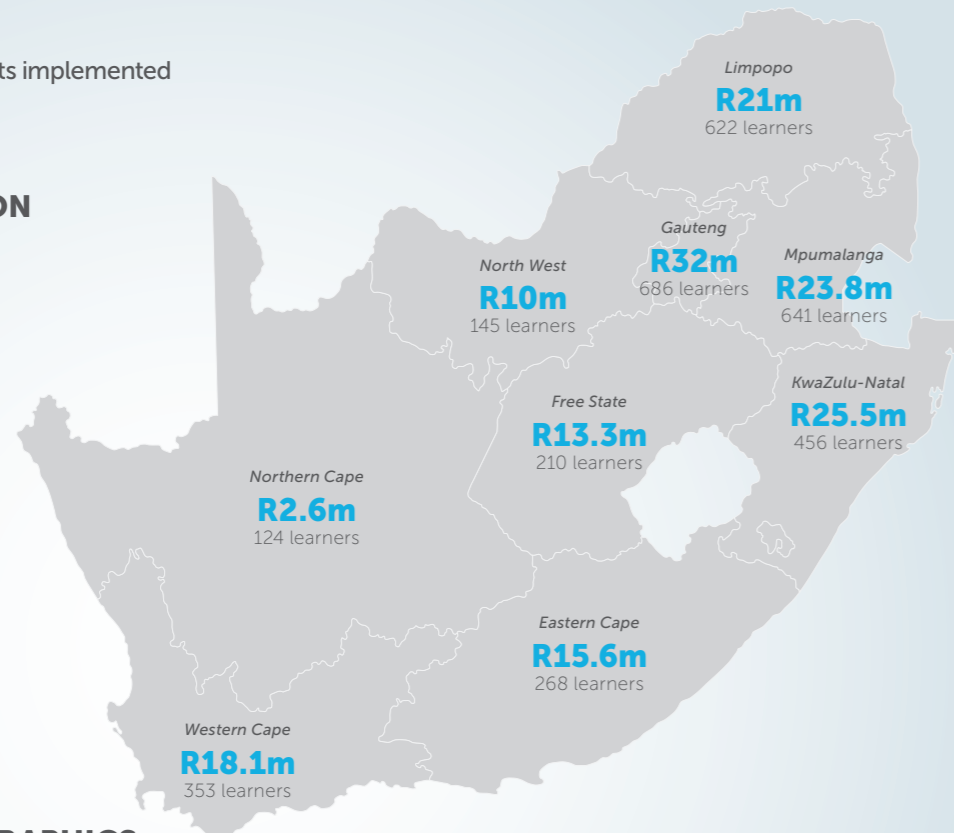 ts implemented
ON
Limpopo
R21m
622 learners
Gauteng
R32m
686 learners
Mpumalanga
R23.8m
641 learners
North West
R10m
145 learners
KwaZulu-Natal
R25.5m
456 learners
Free State
R13.3m
210 learners
Northern Cape
R2.6m
124 learners
Eastern Cape
R15.6m
268 learners
Western Cape
R18.1m
353 learners